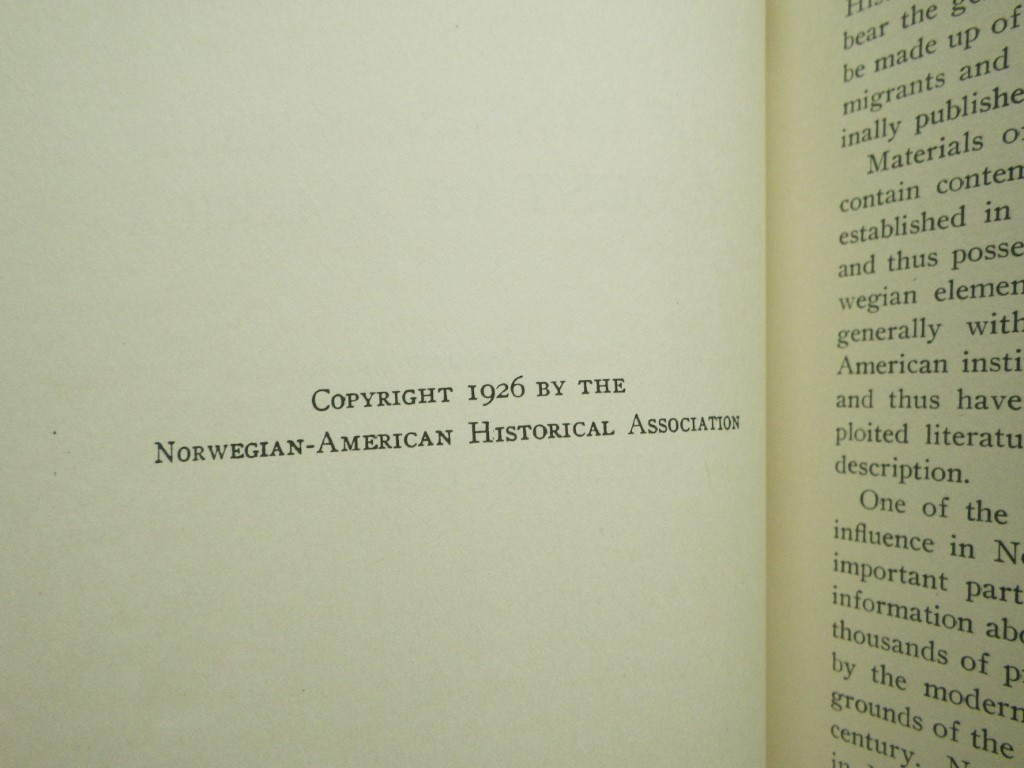 Copyright 1926 by the
Norwegian-American Historical Association
bear the
be made up of
migrants and
inally publishe
Materials
contain conten
established in
and thus posse
wegian elemen
generally with
American insti
and thus have
ploited literatu
description.
One of the
influence in
important part
information abo
thousands of
by the modern
grounds of the
century.